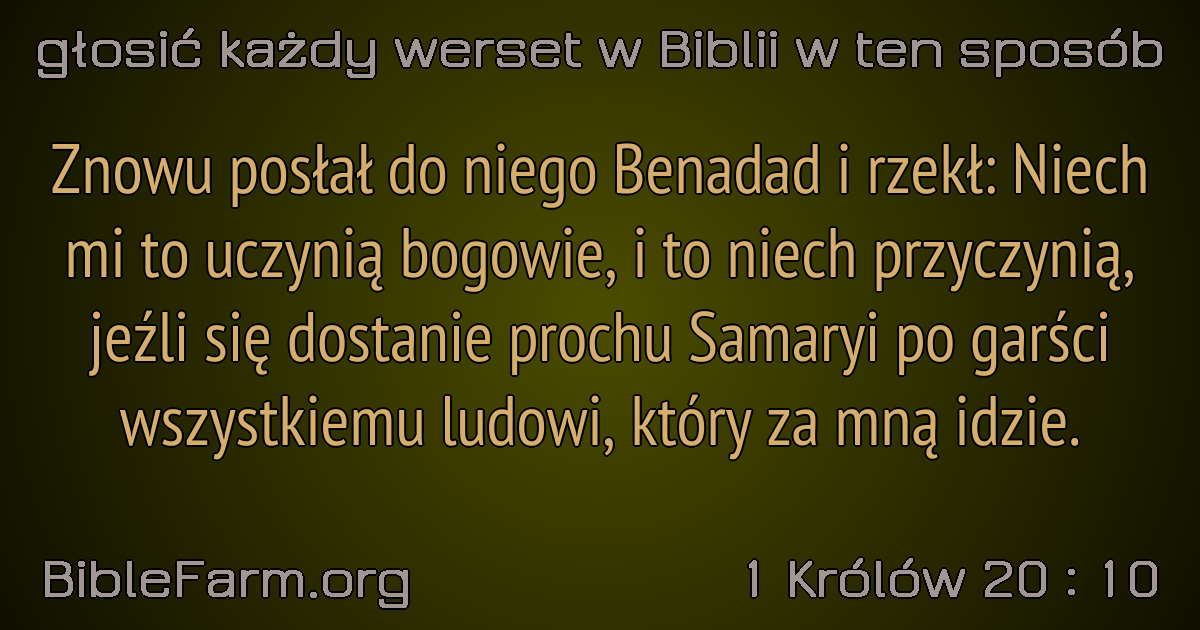 głosić każdy werset w Biblii w ten sposób
Znowu posłał do niego Benadad i rzekł: Niech
mi to uczynią bogowie, i to niech przyczynią,
jeźli się dostanie prochu Samaryi po garści
wszystkiemu ludowi, który za mną idzie.
BibleFarm.org
1 Królów 20 : 10